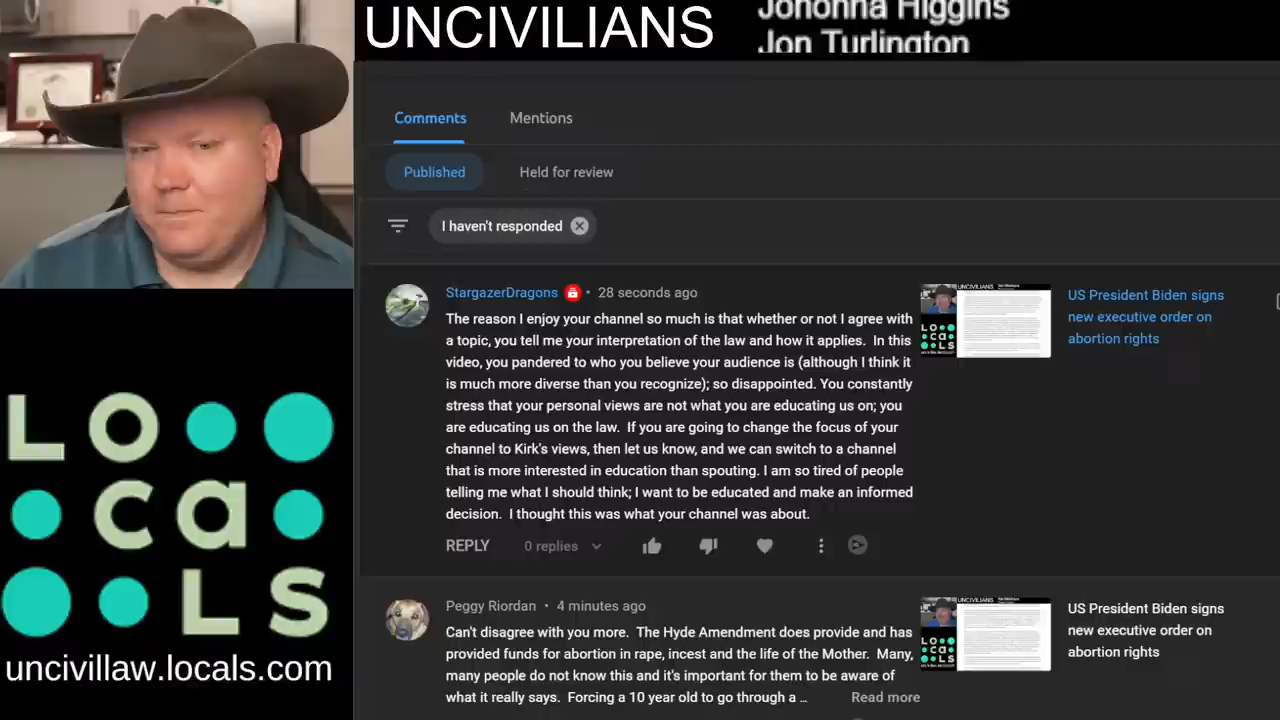 UNCIVILIANS
Johonna Higgins
Jon Turlington
Comments
Mentions
Published
Held for review
I haven't responded
StargazerDragons • 28 seconds ago
The reason I enjoy your channel so much is that whether or not I agree with
a topic, you tell me your interpretation of the law and how it applies. In this
video, you pandered to who you believe your audience is (although I think it
is much more diverse than you recognize); so disappointed. You constantly
stress that your personal views are not what you are educating us on; you
are educating us on the law. If you are going to change the focus of your
channel to Kirk's views, then let us know, and we can switch to a channel
that is more interested in education than spouting. I am so tired of people
telling me what I should think; I want to be educated and make an informed
decision. I thought this was what your channel was about.
REPLY
0 replies
US President Biden signs
new executive order on
abortion rights
Peggy Riordan • 4 minutes ago
Can't disagree with you more. The Hyde Amendment does provide and has
provided funds for abortion in rape, incest and the life of the Mother. Many,
many people do not know this and it's important for them to be aware of
what it really says. Forcing a 10 year old to go through a ...
Read more
US President Biden signs
new executive order on
abortion rights
LOCALS
uncivillaw.locals.com